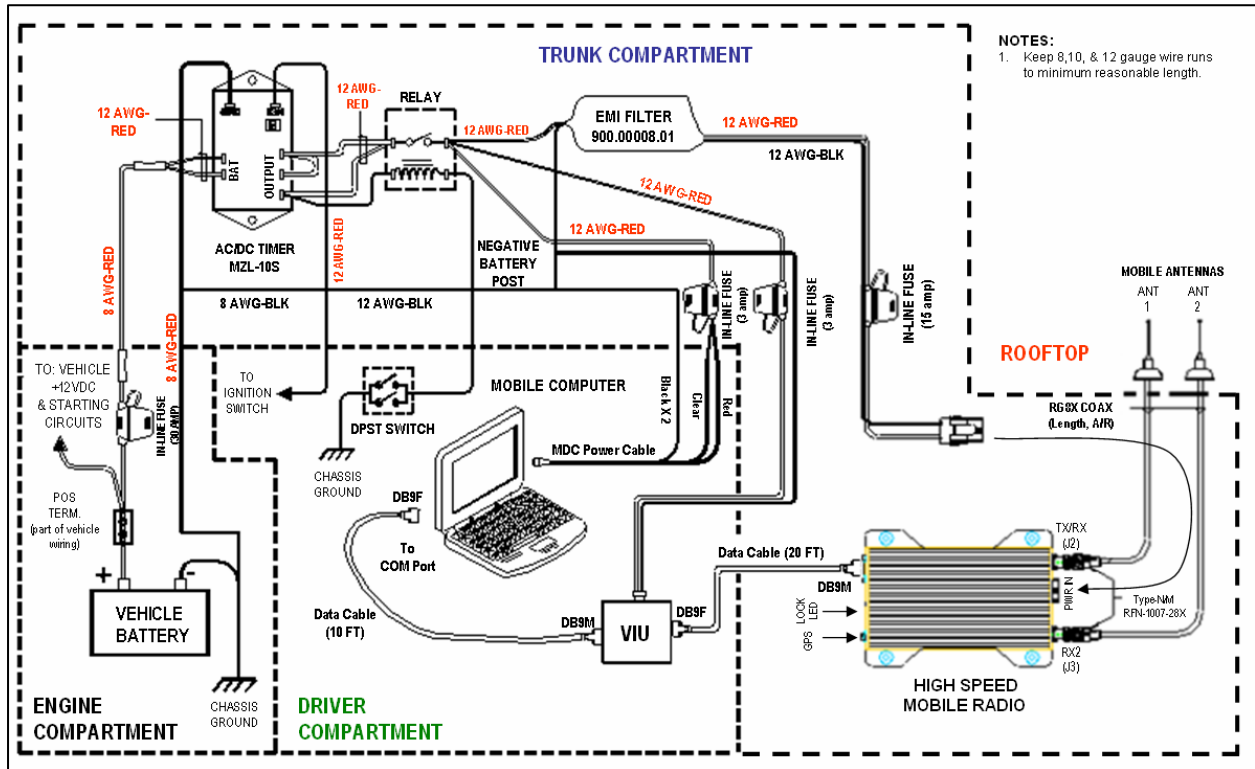 TRUNK COMPARTMENT
NOTES:
1. Keep 8,10, & 12 gauge wire runs
to minimum reasonable length.
12 AWG-
RED
12 AWG-
RED
RELAY
BAT
OUTPUT
AC/DC TIMER
MZL-10S
12 AWG-RED
EMI FILTER
900.00008.01
12 AWG-RED
12 AWG-BLK
12 AWG-RED
12 AWG-RED
12 AWG-RED
8 AWG-RED
8 AWG-RED
8 AWG-BLK
12 AWG-BLK
NEGATIVE
BATTERY
POST
IN-LINE FUSE
(3 amp)
IN-LINE FUSE
(3 amp)
IN-LINE FUSE
(15 amp)
MOBILE ANTENNAS
ANT
1
ANT
2
ROOFTOP
RG8X COAX
(Length, A/R)
TO: VEHICLE
+12VDC
& STARTING
CIRCUITS
IN-LINE FUSE
(30 AMP)
POS
TERM.
(part of vehicle
wiring)
+
-
VEHICLE
BATTERY
CHASSIS
GROUND
ENGINE
COMPARTMENT
TO
IGNITION
SWITCH
DPST SWITCH
CHASSIS
GROUND
MOBILE COMPUTER
Black X 2
Clear
Red
MDC Power Cable
DB9F
To
COM Port
Data Cable
(10 FT)
DB9M
VIU
DB9F
Data Cable (20 FT)
DRIVER
COMPARTMENT
DB9M
LOCK
LED
GPS
TX/RX
(J2)
PWR IN
Type-N/M
RFN-1007-28X
RX2
(J3)
HIGH SPEED
MOBILE RADIO